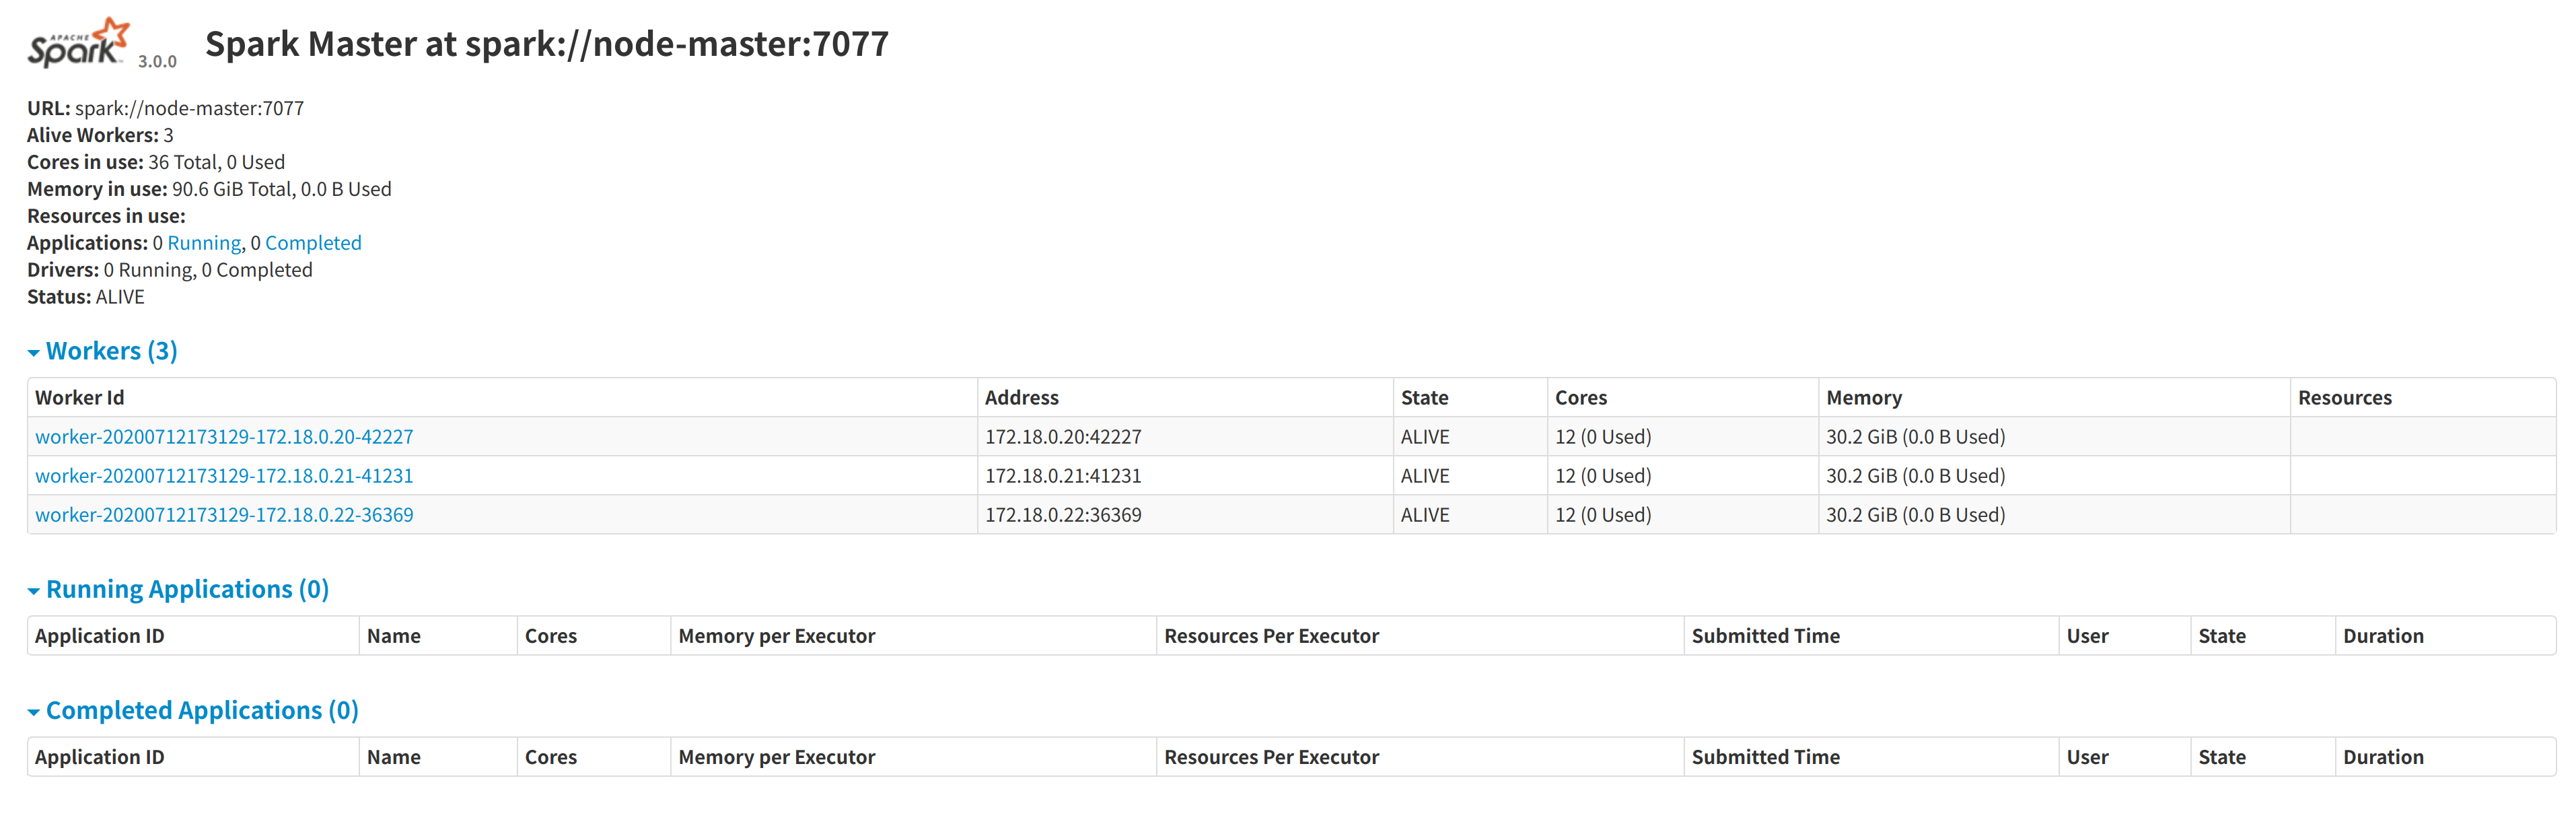 APACHE
Spark 3.0.0 Spark Master at spark://node-master:7077
URL: spark://node-master:7077
Alive Workers: 3
Cores in use: 36 Total, 0 Used
Memory in use: 90.6 GiB Total, 0.0 B Used
Resources in use:
Applications: 0 Running, 0 Completed
Drivers: 0 Running, 0 Completed
Status: ALIVE
Workers (3)
Worker Id Address State Cores Memory Resources
worker-20200712173129-172.18.0.20-42227 172.18.0.20:42227 ALIVE 12 (0 Used) 30.2 GiB (0.0 B Used)
worker-20200712173129-172.18.0.21-41231 172.18.0.21:41231 ALIVE 12 (0 Used) 30.2 GiB (0.0 B Used)
worker-20200712173129-172.18.0.22-36369 172.18.0.22:36369 ALIVE 12 (0 Used) 30.2 GiB (0.0 B Used)
Running Applications (0)
Application ID Name Cores Memory per Executor Resources Per Executor Submitted Time User State Duration
Completed Applications (0)
Application ID Name Cores Memory per Executor Resources Per Executor Submitted Time User State Duration